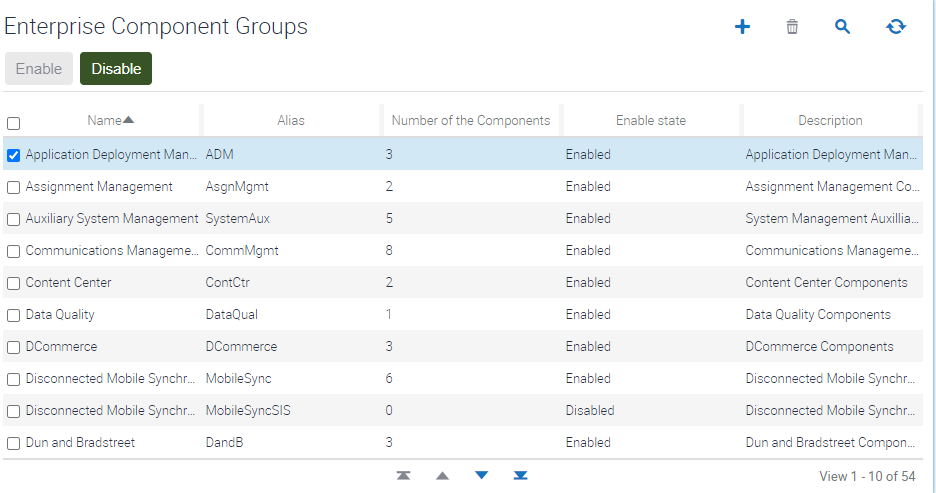 Enterprise Component Groups
Enable Disable
Name Alias Number of the Components Enable state Description
Application Deployment Man... ADM 3 Enabled Application Deployment Man...
Assignment Management AsgnMgmt 2 Enabled Assignment Management Co...
Auxiliary System Management SystemAux 5 Enabled System Management Auxillia...
Communications Manageme... CommMgmt 8 Enabled Communications Manageme...
Content Center ContCtr 2 Enabled Content Center Components
Data Quality DataQual 1 Enabled Data Quality Components
DCommerce DCommerce 3 Enabled DCommerce Components
Disconnected Mobile Synchr... MobileSync 6 Enabled Disconnected Mobile Synchr...
Disconnected Mobile Synchr... MobileSyncSIS 0 Disabled Disconnected Mobile Synchr...
Dun and Bradstreet DandB 3 Enabled Dun and Bradstreet Compon...
View 1 - 10 of 54